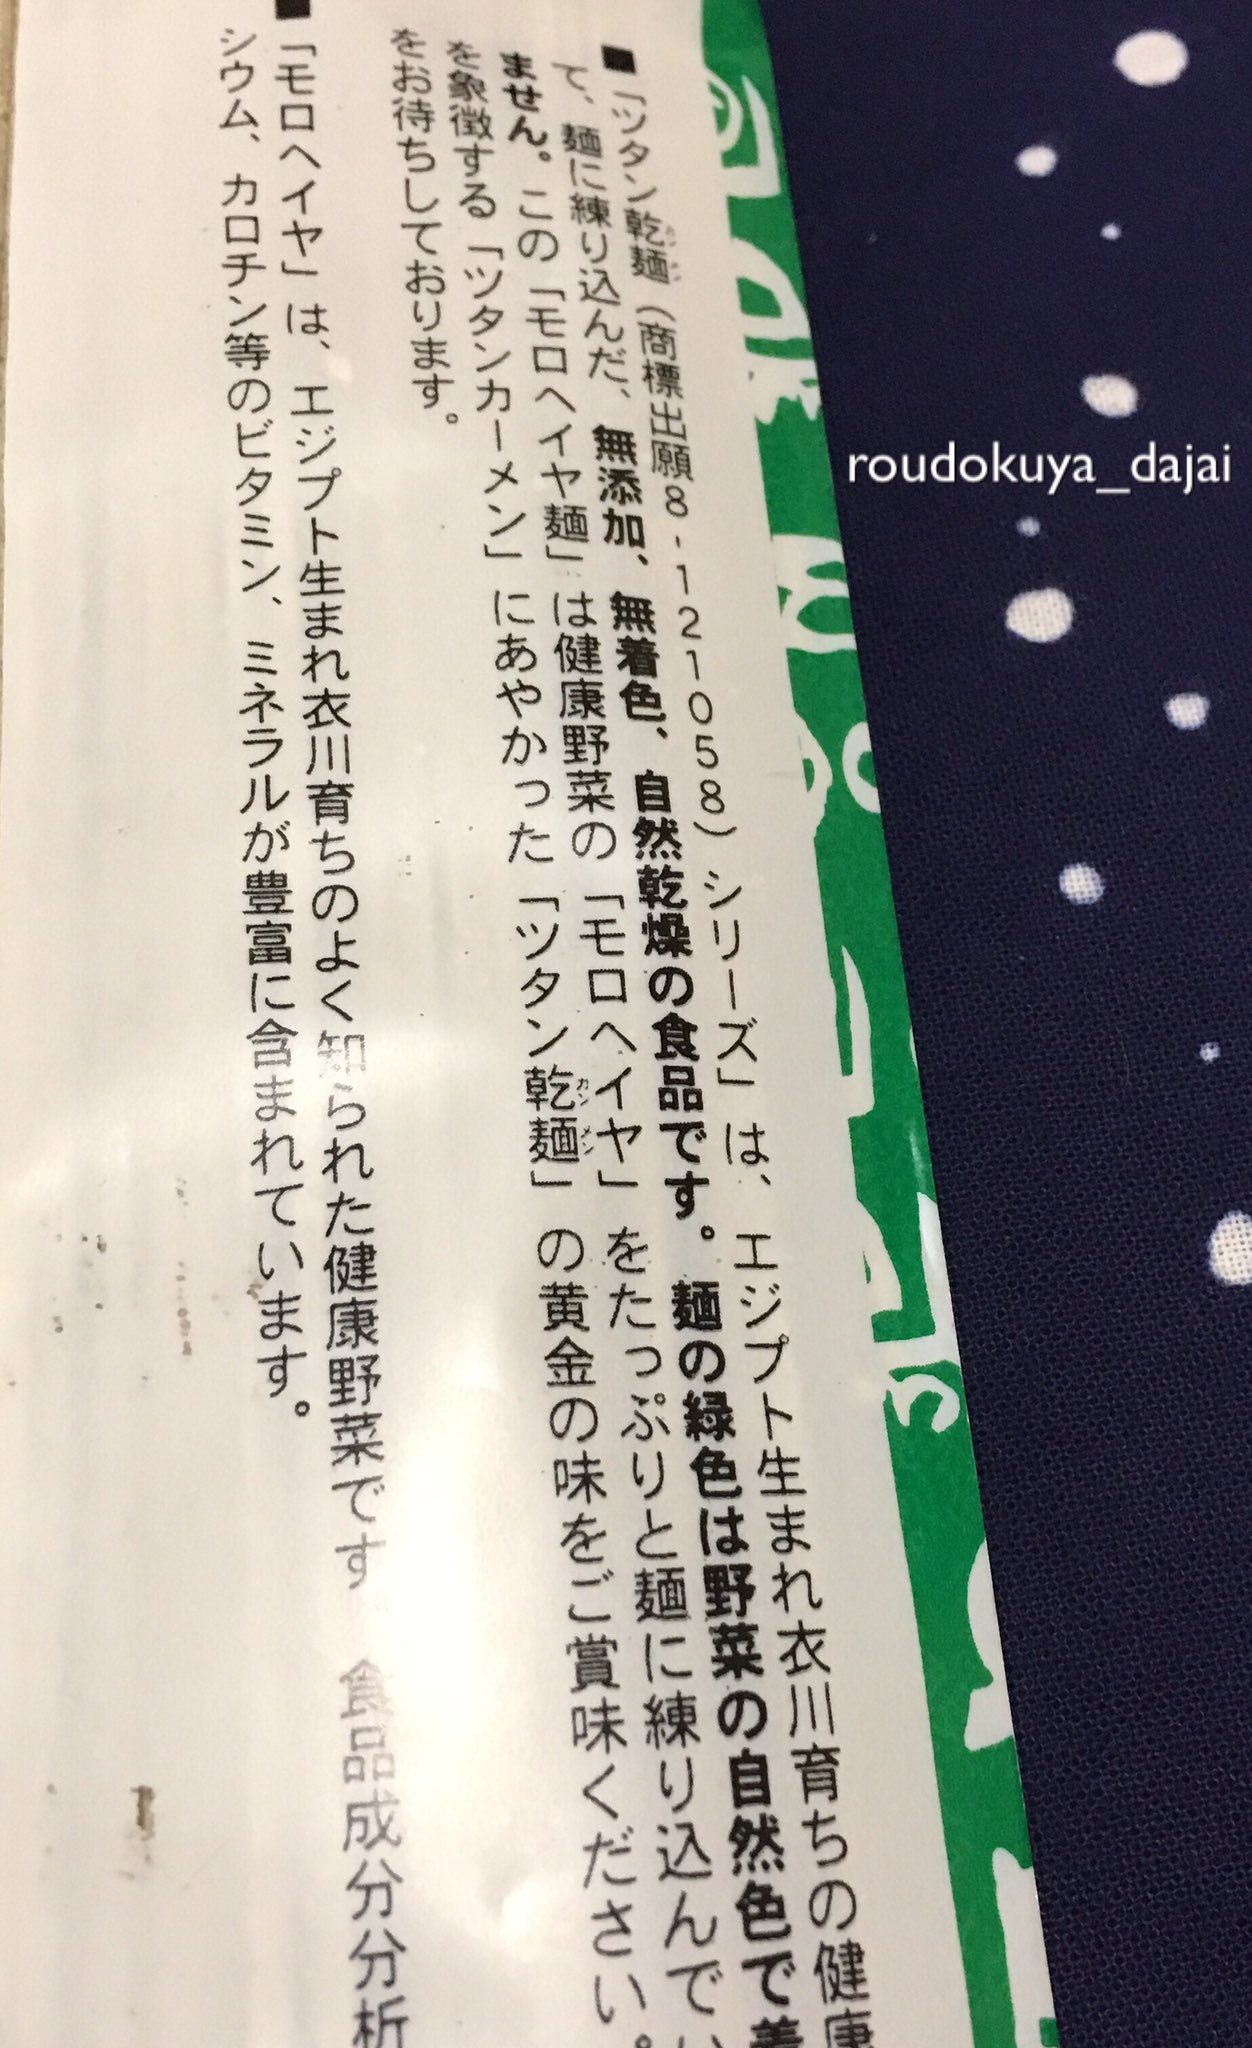 ■「ツタン乾麺（商標出願8-121058）シリーズ」は、エジプト生まれ衣川育ちの健康
て、麺に練り込んだ、無添加、無着色、自然乾燥の食品です。麺の緑色は野菜の自然色で着
ません。この「モロヘイヤ麺」は健康野菜の「モロヘイヤ」をたっぷりと麺に練り込んでい
を象徴する「ツタンカーメン」にあやかった「ツタン乾麺」の黄金の味をご賞味ください。
カン メン
をお待ちしております。
■「モロヘイヤ」は、エジプト生まれ衣川育ちのよく知られた健康野菜です 食品成分分析
シウム、カロチン等のビタミン、ミネラルが豊富に含まれています。
roudokuya_dajai